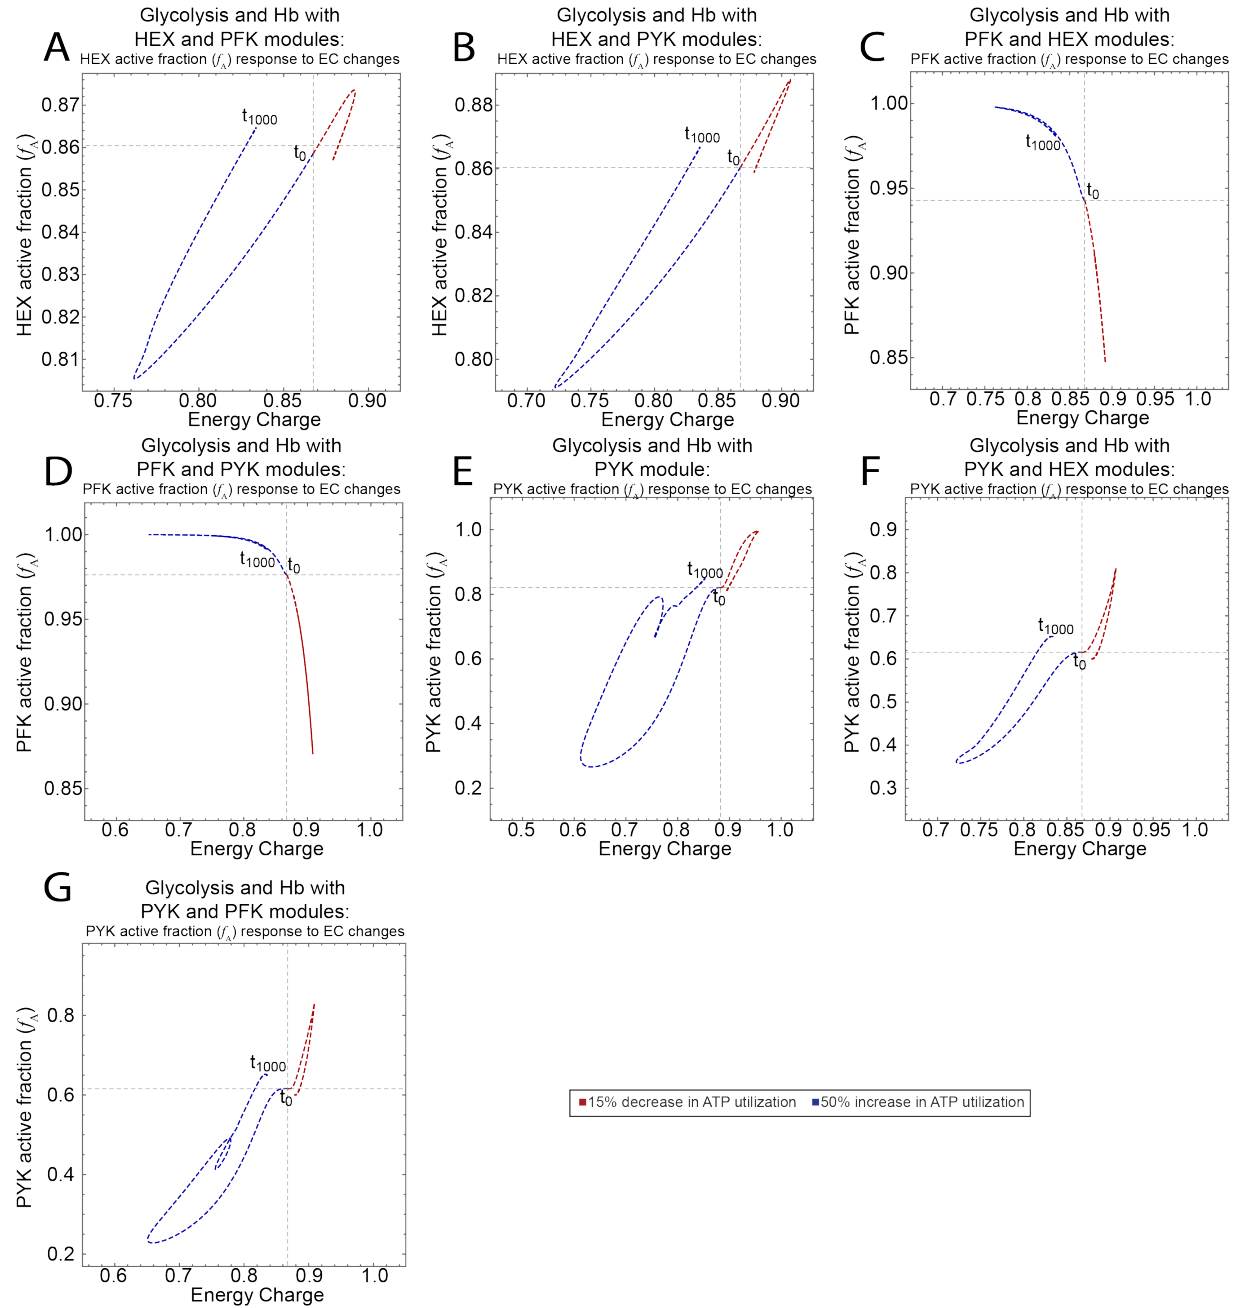 A
Glycolysis and Hb with
HEX and PFK modules:
HEX active fraction (fA) response to EC changes
HEX active fraction (fA)
0.87
0.86
0.85
0.84
0.83
0.82
0.81
t1000
t0
0.75 0.80 0.85 0.90
Energy Charge
B
Glycolysis and Hb with
HEX and PYK modules:
HEX active fraction (fA) response to EC changes
HEX active fraction (fA)
0.88
0.86
0.84
0.82
0.80
t1000
t0
0.70 0.75 0.80 0.85 0.90
Energy Charge
C
Glycolysis and Hb with
PFK and HEX modules:
PFK active fraction (fA) response to EC changes
PFK active fraction (fA)
1.00
0.95
0.90
0.85
t1000
t0
0.7 0.75 0.8 0.85 0.9 0.95 1.0
Energy Charge
D
Glycolysis and Hb with
PFK and PYK modules:
PFK active fraction (fA) response to EC changes
PFK active fraction (fA)
1.00
0.95
0.90
0.85
t1000
t0
0.6 0.7 0.8 0.9 1.0
Energy Charge
E
Glycolysis and Hb with
PYK module:
PYK active fraction (fA) response to EC changes
PYK active fraction (fA)
1.0
0.8
0.6
0.4
0.2
t1000
t0
0.5 0.6 0.7 0.8 0.9 1.0
Energy Charge
F
Glycolysis and Hb with
PYK and HEX modules:
PYK active fraction (fA) response to EC changes
PYK active fraction (fA)
0.9
0.8
0.7
0.6
0.5
0.4
0.3
t1000
t0
0.7 0.75 0.8 0.85 0.9 0.95 1.0
Energy Charge
G
Glycolysis and Hb with
PYK and PFK modules:
PYK active fraction (fA) response to EC changes
PYK active fraction (fA)
0.8
0.6
0.4
0.2
t1000
t0
0.6 0.7 0.8 0.9 1.0
Energy Charge
15% decrease in ATP utilization 50% increase in ATP utilization